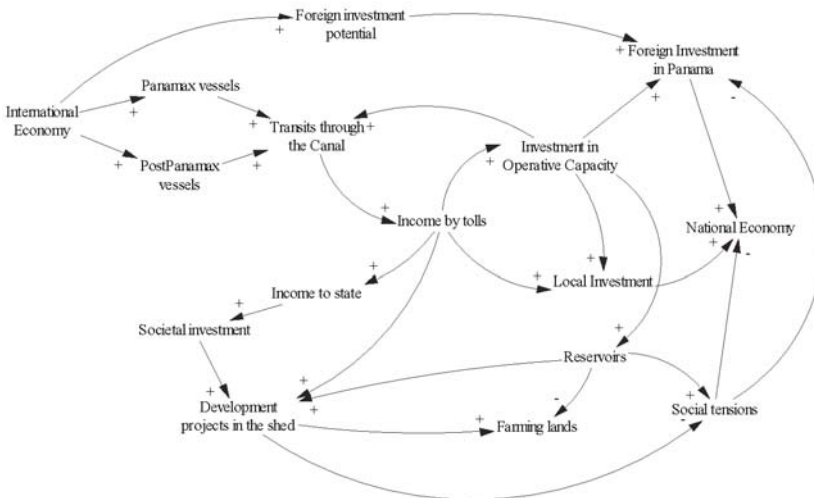 Foreign investment
potential
+
+
Foreign Investment
in Panama
+
-
International
Economy
Panamax vessels
+
+
+
Transits through
the Canal
+
+
PostPanamax
vessels
+
Investment in
Operative Capacity
+
+
Income by tolls
+
National Economy
+
-
+
Local Investment
+
+
Income to state
+
Societal investment
+
Reservoirs
+
+
Development
projects in the shed
+
-
+
Farming lands
+
Social tensions
-